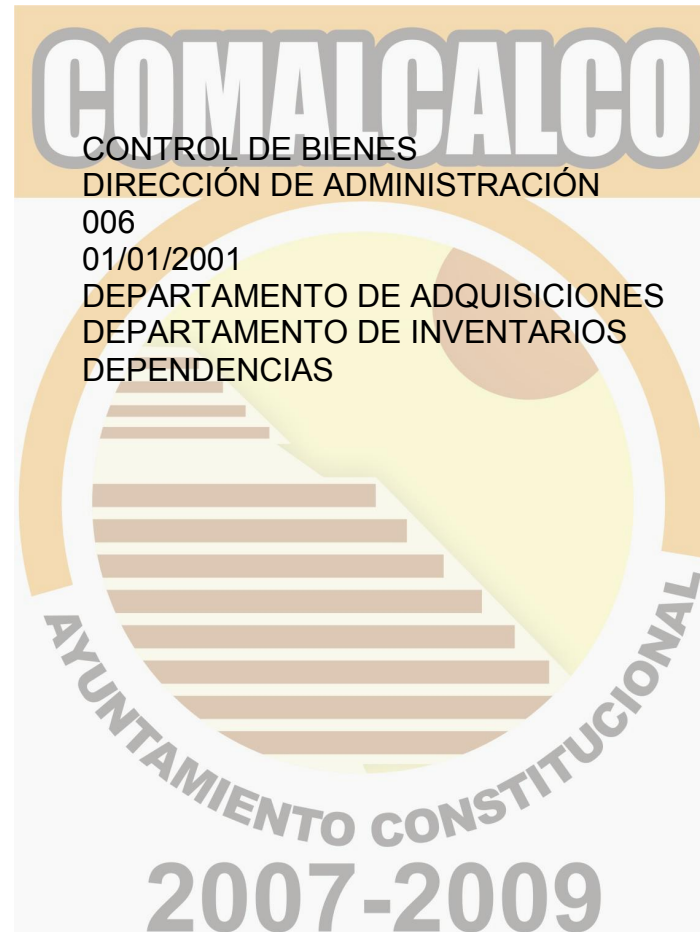 COMALCALCO
CONTROL DE BIENES
DIRECCIÓN DE ADMINISTRACIÓN
006
01/01/2001
DEPARTAMENTO DE ADQUISICIONES
DEPARTAMENTO DE INVENTARIOS
DEPENDENCIAS
AYUNTAMIENTO CONSTITUCIONAL
2007-2009